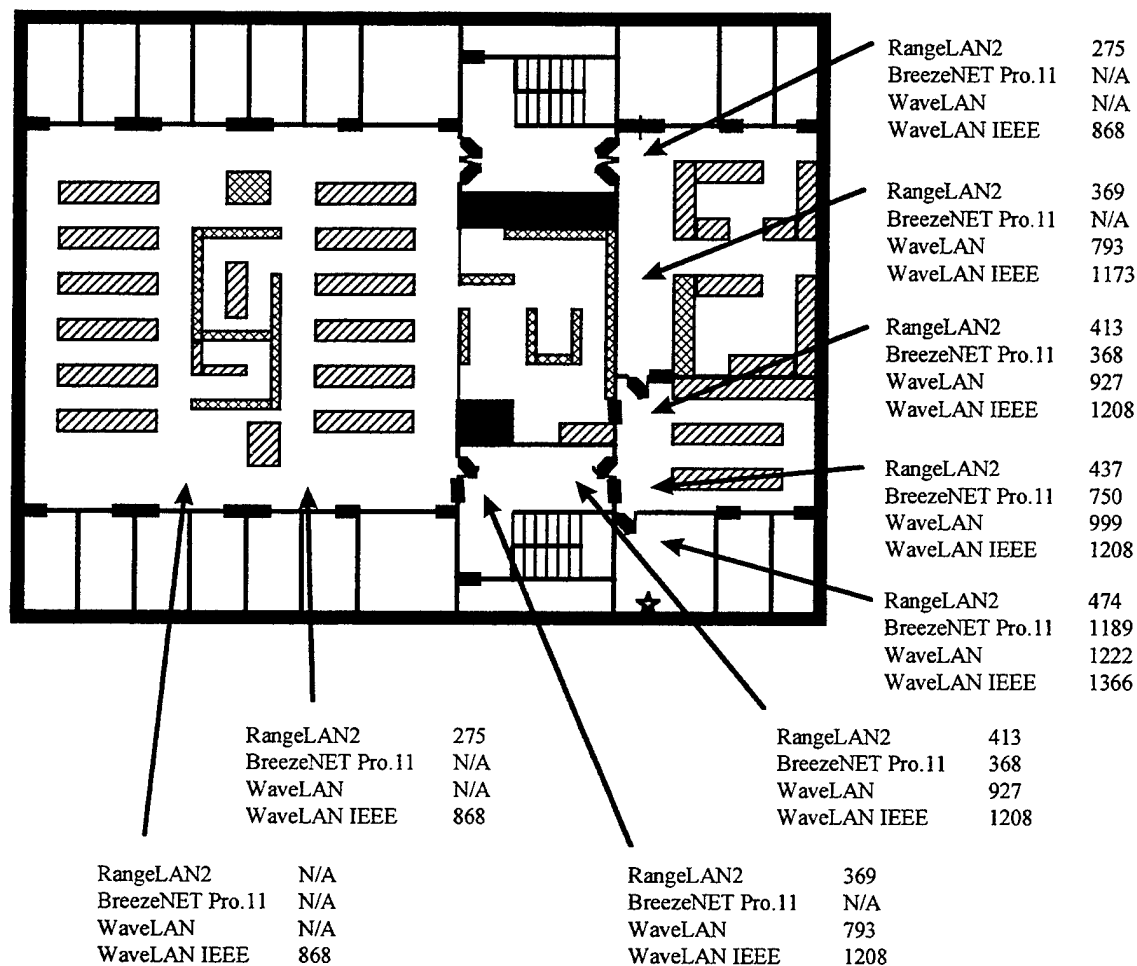 RangeLAN2 275
BreezeNET Pro.11 N/A
WaveLAN N/A
WaveLAN IEEE 868
RangeLAN2 369
BreezeNET Pro.11 N/A
WaveLAN 793
WaveLAN IEEE 1173
RangeLAN2 413
BreezeNET Pro.11 368
WaveLAN 927
WaveLAN IEEE 1208
RangeLAN2 437
BreezeNET Pro.11 750
WaveLAN 999
WaveLAN IEEE 1208
RangeLAN2 474
BreezeNET Pro.11 1189
WaveLAN 1222
WaveLAN IEEE 1366
RangeLAN2 275
BreezeNET Pro.11 N/A
WaveLAN N/A
WaveLAN IEEE 868
RangeLAN2 413
BreezeNET Pro.11 368
WaveLAN 927
WaveLAN IEEE 1208
RangeLAN2 N/A
BreezeNET Pro.11 N/A
WaveLAN N/A
WaveLAN IEEE 868
RangeLAN2 369
BreezeNET Pro.11 N/A
WaveLAN 793
WaveLAN IEEE 1208